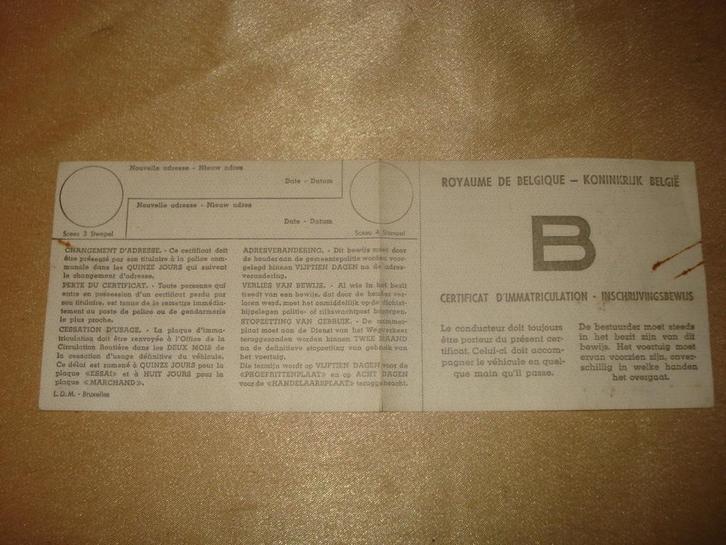 Nouvelle adresse - Nieuw adres
Date - Datum
Nouvelle adresse - Nieuw adres
Date - Datum
Sceau 3 Stempel
Sceau 4 Stempel
CHANGEMENT D'ADRESSE. - Ce certificat doit
être présenté par son titulaire à la police com-
munale dans les QUINZE JOURS qui suivent
le changement d'adresse.
PERTE DU CERTIFICAT. - Toute personne qui
entre en possession d'un certificat perdu par
son titulaire, est tenue de le remettre immédia-
tement au poste de police ou de gendarmerie
le plus proche.
CESSATION D'USAGE. - La plaque d'imma-
triculation doit être renvoyée à l'Office de la
Circulation Routière dans les DEUX MOIS de
la cessation d'usage définitive du véhicule.
Ce délai est ramené à QUINZE JOURS pour la
plaque «ESSAI» et à HUIT JOURS pour la
plaque «MARCHAND».
L.D.M. - Bruxelles
ADRESVERANDERING. - Dit bewijs moet door
de houder aan de gemeentepolitie worden voor-
gelegd binnen VIJFTIEN DAGEN na de adres-
verandering.
VERLIES VAN BEWIJS. - Al wie in het bezit
treedt van een bewijs, dat door de houder ver-
loren werd, moet het onmiddellijk op de dichtst-
bijgelegen politie- of rijkswachtpost bezorgen.
STOPZETTING VAN GEBRUIK. - De nummer-
plaat moet aan de Dienst van het Wegverkeer
teruggezonden worden binnen TWEE MAAND
na de definitieve stopzetting van gebruik van
het voertuig.
Die termijn wordt op VIJFTIEN DAGEN voor de
«PROEFRITTENPLAAT» en op ACHT DAGEN
voor de «HANDELAARSPLAAT» teruggebracht.
ROYAUME DE BELGIQUE – KONINKRIJK BELGIË
B
CERTIFICAT D'IMMATRICULATION - INSCHRIJVINGSBEWIJS
Le conducteur doit toujours
être porteur du présent cer-
tificat. Celui-ci doit accom-
pagner le véhicule en quel-
que main qu'il passe.
De bestuurder moet steeds
in het bezit zijn van dit
bewijs. Het voertuig moet
ervan voorzien zijn, onver-
schillig in welke handen
het overgaat.